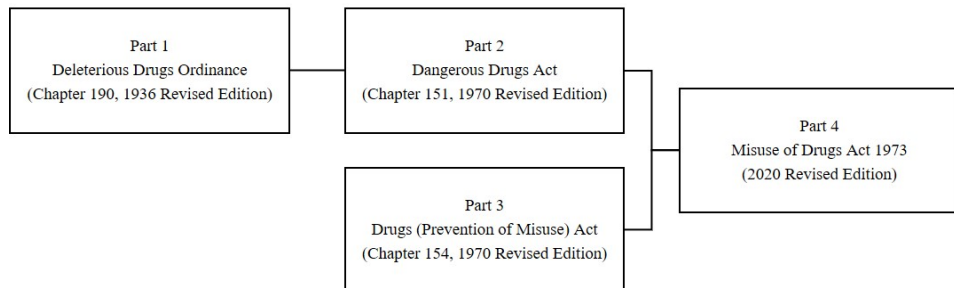 Part 1
Deleterious Drugs Ordinance
(Chapter 190, 1936 Revised Edition)
Part 2
Dangerous Drugs Act
(Chapter 151, 1970 Revised Edition)
Part 3
Drugs (Prevention of Misuse) Act
(Chapter 154, 1970 Revised Edition)
Part 4
Misuse of Drugs Act 1973
(2020 Revised Edition)